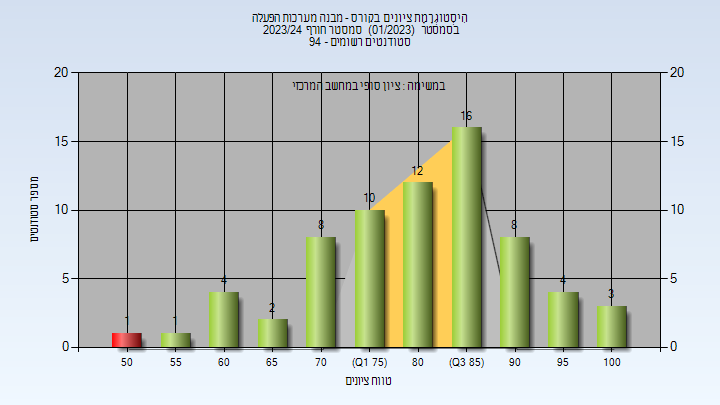 היסטוגרמת ציונים בקורס - מבנה מערכות הפעלה
בסמסטר (01/2023) סמסטר חורף 2023/24
סטודנטים רשומים - 94
במשימה : ציון סופי במחשב המרכזי
מספר סטודנטים
20 20
15 15
10 10
5 5
0 0
1 1 4 2 8 10 12 16 8 4 3
50 55 60 65 70 (Q1 75) 80 (Q3 85) 90 95 100
טווח ציונים